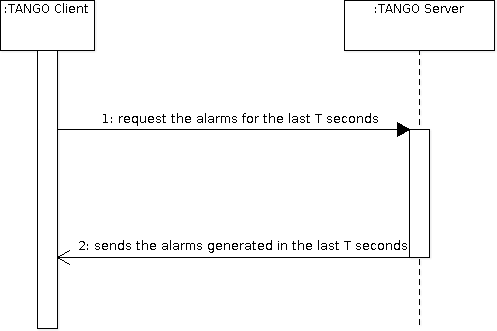 :TANGO Client
:TANGO Server
1: request the alarms for the last T seconds
2: sends the alarms generated in the last T seconds